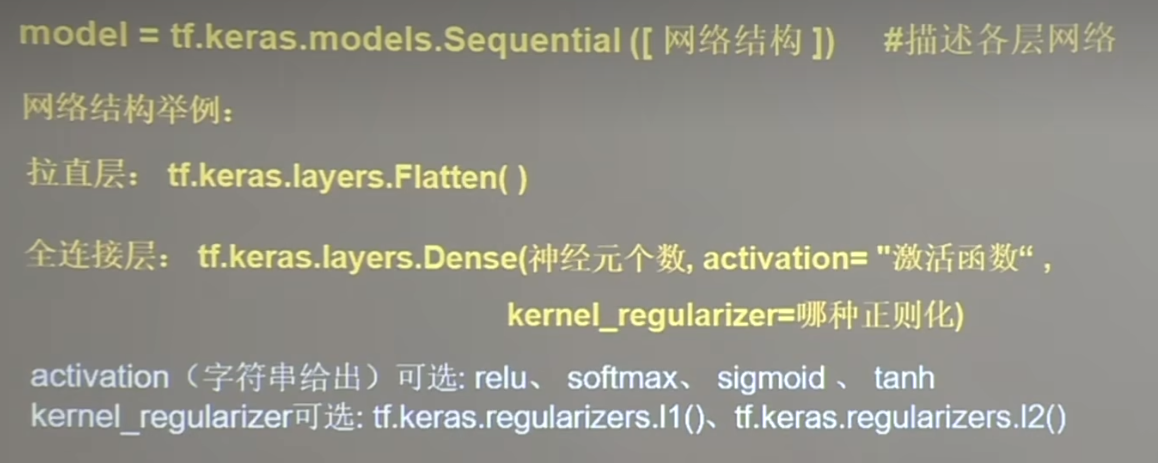 model = tf.keras.models.Sequential ([ 网络结构 ]) #描述各层网络
网络结构举例：
拉直层： tf.keras.layers.Flatten( )
全连接层： tf.keras.layers.Dense(神经元个数, activation= "激活函数“ ,
kernel_regularizer=哪种正则化)
activation（字符串给出）可选: relu、 softmax、 sigmoid 、 tanh
kernel_regularizer可选: tf.keras.regularizers.l1()、tf.keras.regularizers.l2()